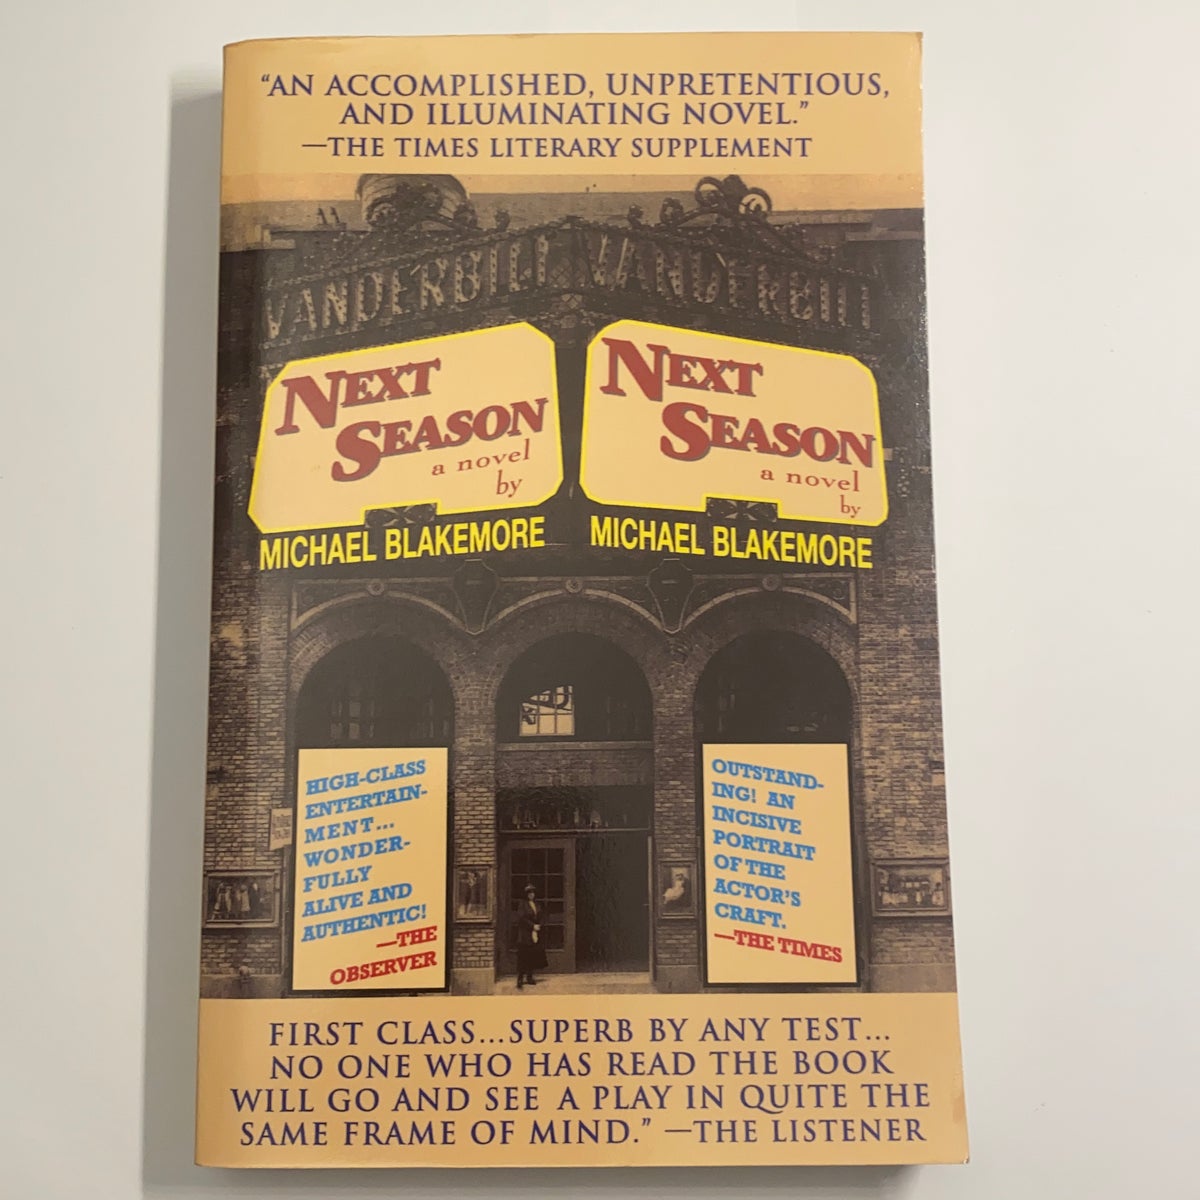 “AN ACCOMPLISHED, UNPRETENTIOUS,
AND ILLUMINATING NOVEL.”
—THE TIMES LITERARY SUPPLEMENT
VANDERBILT VANDERBILT
NEXT
SEASON
a novel
by
MICHAEL BLAKEMORE
NEXT
SEASON
a novel
by
MICHAEL BLAKEMORE
HIGH-CLASS
ENTERTAIN-
MENT...
WONDER-
FULLY
ALIVE AND
AUTHENTIC!
—THE
OBSERVER
OUTSTAND-
ING! AN
INCISIVE
PORTRAIT
OF THE
ACTOR'S
CRAFT.
—THE TIMES
FIRST CLASS...SUPERB BY ANY TEST...
NO ONE WHO HAS READ THE BOOK
WILL GO AND SEE A PLAY IN QUITE THE
SAME FRAME OF MIND.” —THE LISTENER